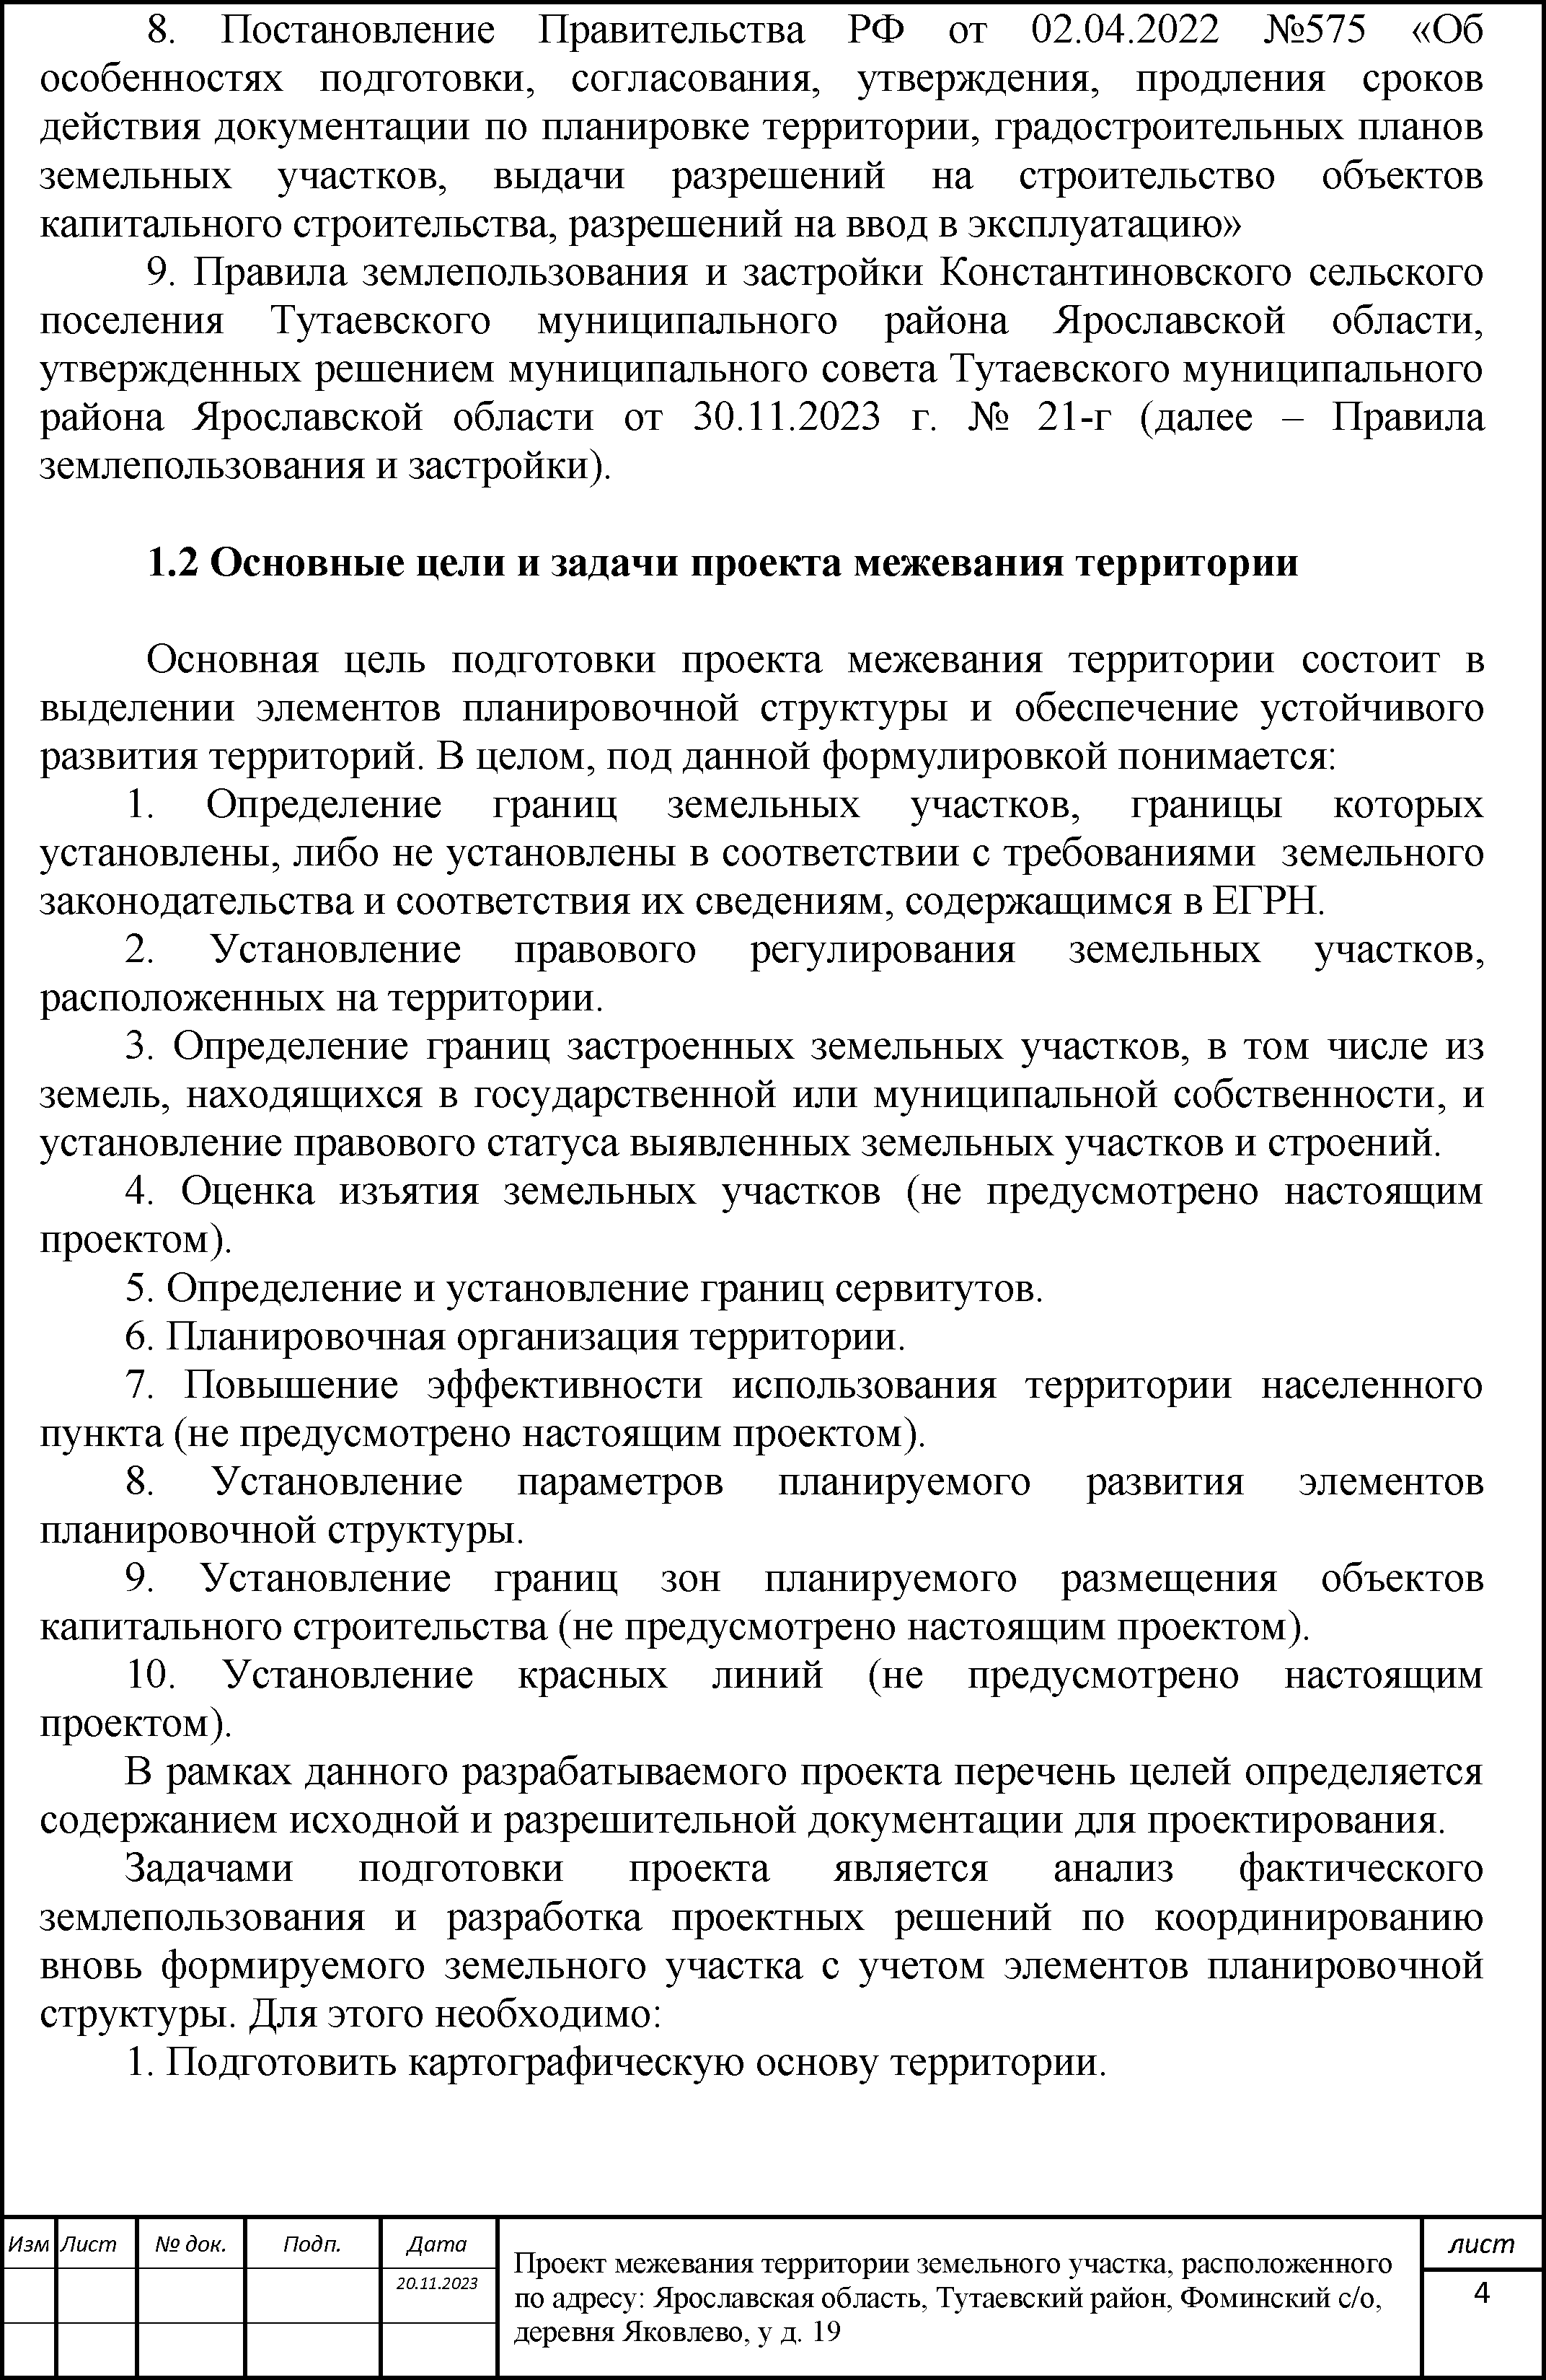 8. Постановление Правительства РФ от 02.04.2022 №575 «Об
особенностях подготовки, согласования, утверждения, продления сроков
действия документации по планировке территории, градостроительных планов
земельных участков, выдачи разрешений на строительство объектов
капитального строительства, разрешений на ввод в эксплуатацию»
9. Правила землепользования и застройки Константиновского сельского
поселения Тутаевского муниципального района Ярославской области,
утвержденных решением муниципального совета Тутаевского муниципального
района Ярославской области от 30.11.2023 г. № 21-г (далее – Правила
землепользования и застройки).
1.2 Основные цели и задачи проекта межевания территории
Основная цель подготовки проекта межевания территории состоит в
выделении элементов планировочной структуры и обеспечение устойчивого
развития территорий. В целом, под данной формулировкой понимается:
1. Определение границ земельных участков, границы которых
установлены, либо не установлены в соответствии с требованиями земельного
законодательства и соответствия их сведениям, содержащимся в ЕГРН.
2. Установление правового регулирования земельных участков,
расположенных на территории.
3. Определение границ застроенных земельных участков, в том числе из
земель, находящихся в государственной или муниципальной собственности, и
установление правового статуса выявленных земельных участков и строений.
4. Оценка изъятия земельных участков (не предусмотрено настоящим
проектом).
5. Определение и установление границ сервитутов.
6. Планировочная организация территории.
7. Повышение эффективности использования территории населенного
пункта (не предусмотрено настоящим проектом).
8. Установление параметров планируемого развития элементов
планировочной структуры.
9. Установление границ зон планируемого размещения объектов
капитального строительства (не предусмотрено настоящим проектом).
10. Установление красных линий (не предусмотрено настоящим
проектом).
В рамках данного разрабатываемого проекта перечень целей определяется
содержанием исходной и разрешительной документации для проектирования.
Задачами подготовки проекта является анализ фактического
землепользования и разработка проектных решений по координированию
вновь формируемого земельного участка с учетом элементов планировочной
структуры. Для этого необходимо:
1. Подготовить картографическую основу территории.
Изм Лист № док. Подп. Дата
20.11.2023
Проект межевания территории земельного участка, расположенного
по адресу: Ярославская область, Тутаевский район, Фоминский с/о,
деревня Яковлево, у д. 19
лист
4